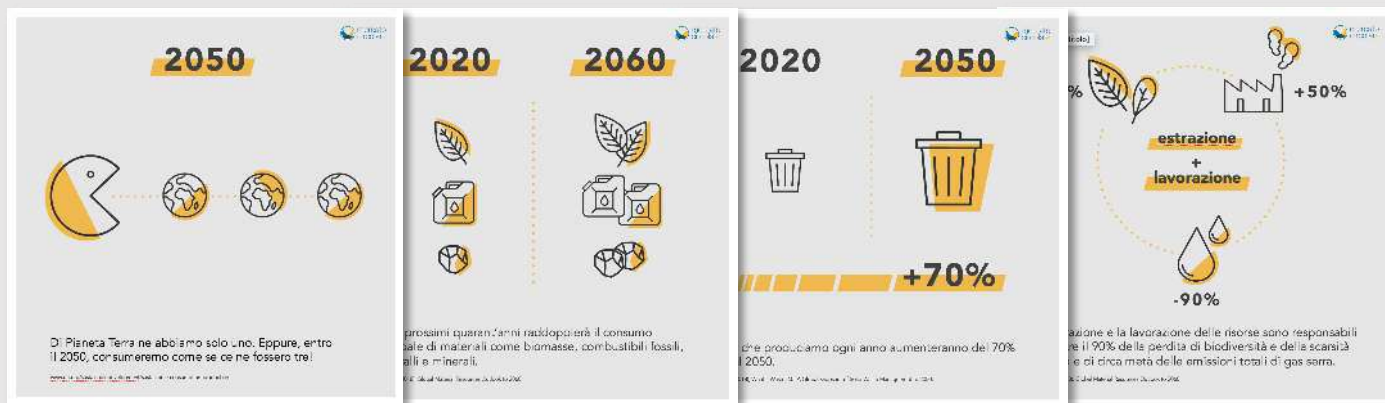 2050
Di Pianeta Terra ne abbiamo solo uno. Eppure, entro
il 2050, consumeremo come se ce ne fossero tre!
2020
2060
prossimi quarant'anni raddoppierà il consumo
di materiali come biomasse, combustibili fossili,
alli e minerali.
2020
2050
+70%
che produciamo ogni anno aumenteranno del 70%
l 2050.
%
+50%
estrazione
+
lavorazione
-90%
azione e la lavorazione delle risorse sono responsabili
re il 90% della perdita di biodiversità e della scarsità
e di circa metà delle emissioni totali di gas serra.